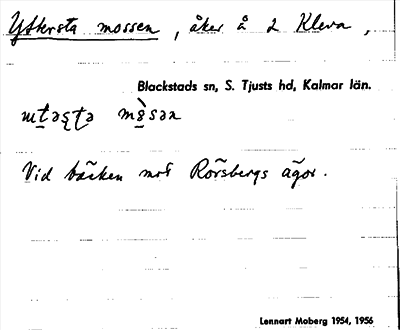 Yttersta mossen, åker å 2 Kleva,
Blackstads sn, S. Tjusts hd, Kalmar län.
Vid bäcken mot Rörsbergs ägor.
Lennart Moberg 1954, 1956